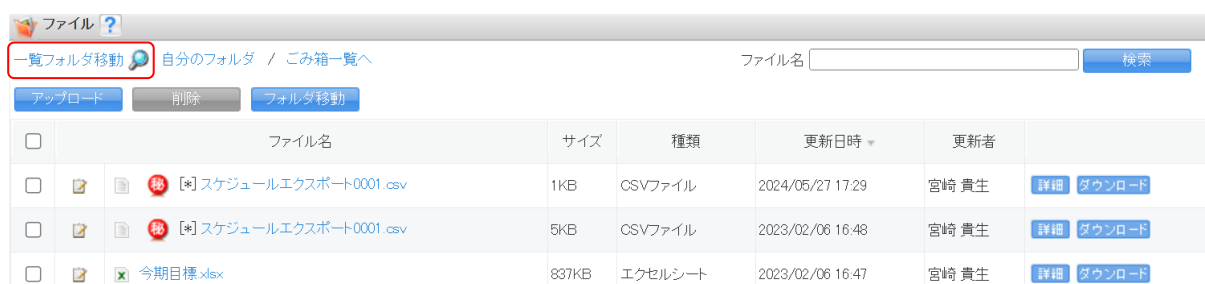 ファイル ?
一覧フォルダ移動 自分のフォルダ / ごみ箱一覧へ ファイル名 検索
アップロード 削除 フォルダ移動
ファイル名 サイズ 種類 更新日時 更新者
秘 [*]スケジュールエクスポート0001.csv 1KB CSVファイル 2024/05/27 17:29 宮崎 貴生 詳細 ダウンロード
秘 [*]スケジュールエクスポート0001.csv 5KB CSVファイル 2023/02/06 16:48 宮崎 貴生 詳細 ダウンロード
今期目標.xlsx 837KB エクセルシート 2023/02/06 16:47 宮崎 貴生 詳細 ダウンロード